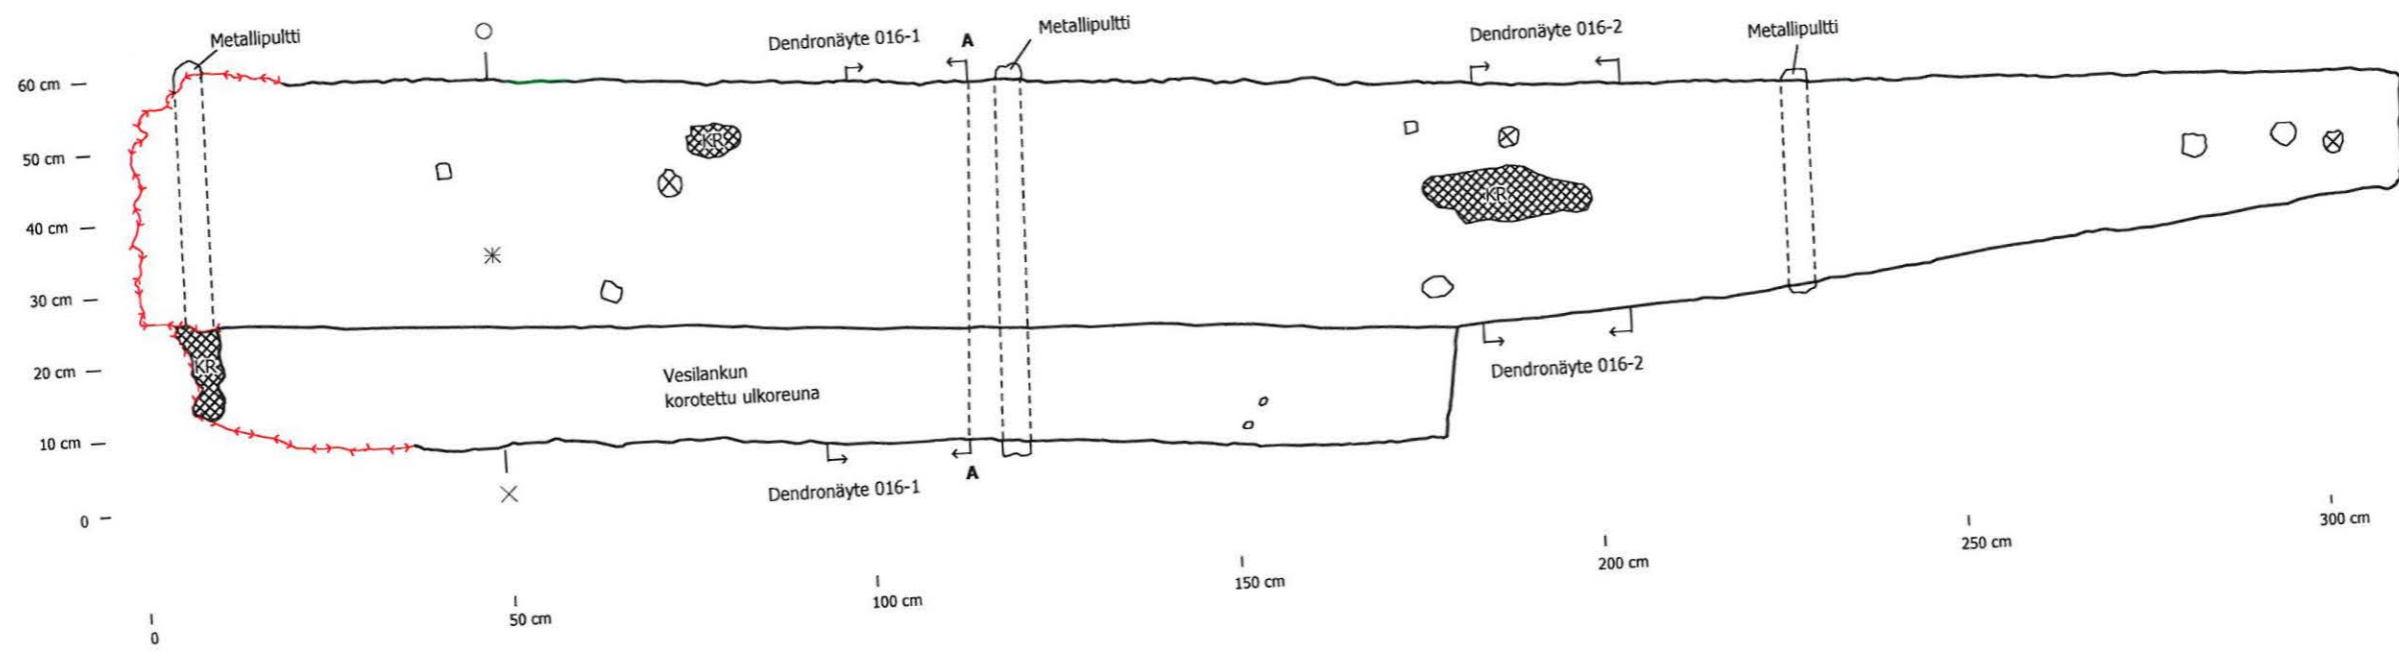 Metallipultti
Dendronäyte 016-1
A
Metallipultti
Dendronäyte 016-2
Metallipultti
60 cm
50 cm
40 cm
30 cm
20 cm
10 cm
0
KR
KR
KR
Vesilankun
korotettu ulkoreuna
Dendronäyte 016-2
A
Dendronäyte 016-1
0
50 cm
100 cm
150 cm
200 cm
250 cm
300 cm